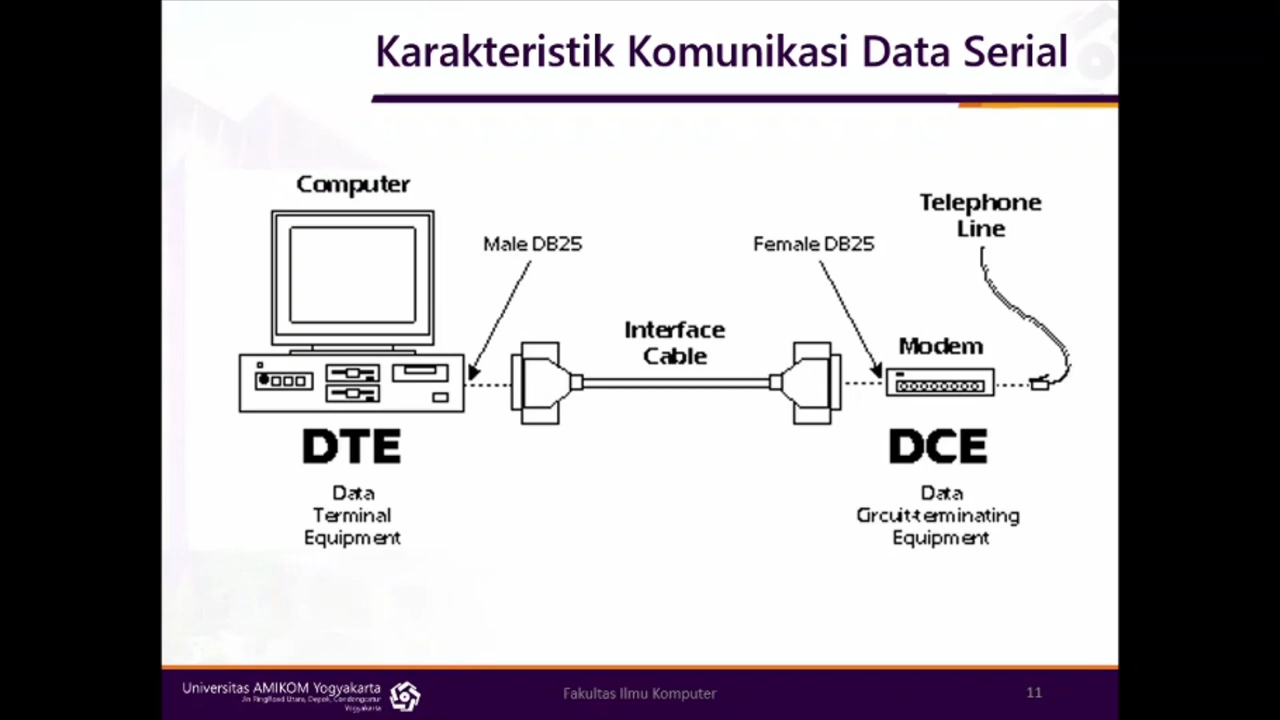 Karakteristik Komunikasi Data Serial
Computer
Telephone
Line
Male DB25
Female DB25
Interface
Cable
Modem
DTE
DCE
Data
Terminal
Equipment
Data
Circuit-terminating
Equipment
Universitas AMIKOM Yogyakarta
Jln RingRoad Utara, Depok, Condongcatur
Yogyakarta
Fakultas Ilmu Komputer
11